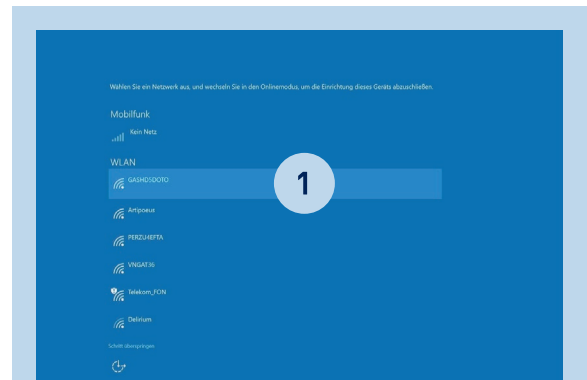 Wählen Sie ein Netzwerk aus, und wechseln Sie in den Onlinemodus, um die Einrichtung dieses Geräts abzuschließen.
Mobilfunk
Kein Netz
WLAN
GASHDSDOTO
1
Artipoeus
PERZU4EFTA
VNGAT36
Telekom_FON
Delirium
Schritt überspringen